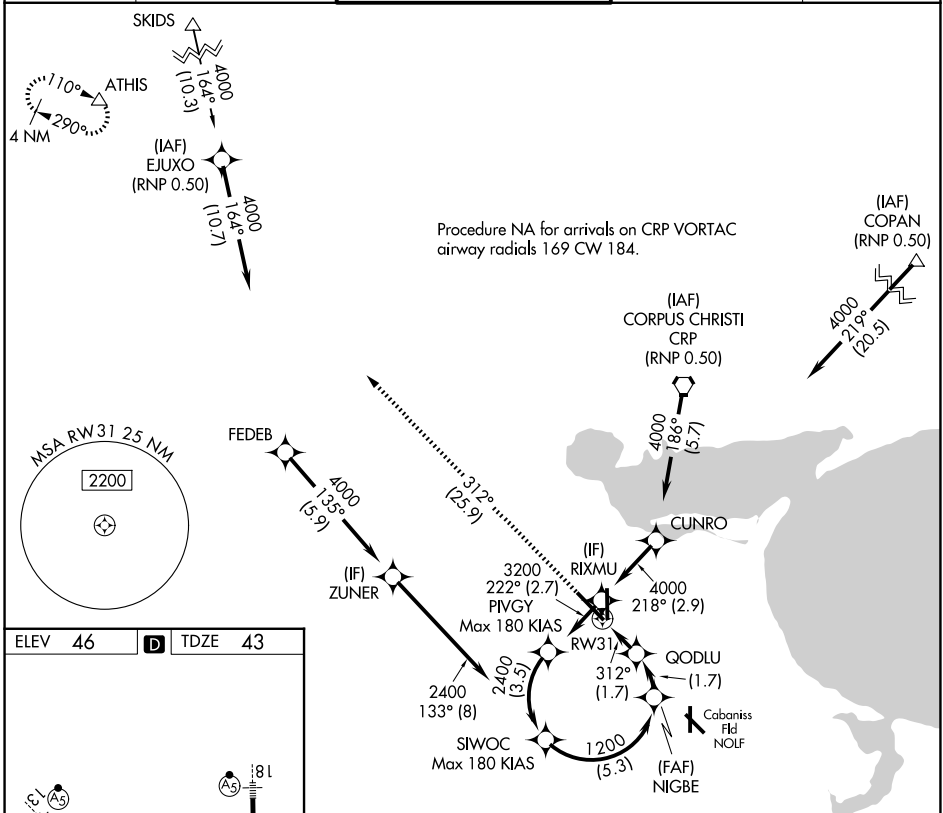 SKIDS
4000
164°
(10.3)
110°
ATHIS
290°
4 NM
(IAF)
EJUXO
(RNP 0.50)
4000
164°
(10.7)
Procedure NA for arrivals on CRP VORTAC
airway radials 169 CW 184.
(IAF)
COPAN
(RNP 0.50)
4000
219°
(20.5)
(IAF)
CORPUS CHRISTI
CRP
(RNP 0.50)
4000
186°
(5.7)
MSA RW31 25 NM
2200
FEDEB
4000
135°
(5.9)
312°
(25.9)
CUNRO
(IF)
RIXMU
(IF)
ZUNER
3200
222° (2.7)
4000
218° (2.9)
PIVGY
Max 180 KIAS
RW31
312°
(1.7)
QODLU
(1.7)
2400
133° (8)
2400
(3.5)
SIWOC
Max 180 KIAS
1200
(5.3)
(FAF)
NIGBE
Cabaniss
Fld
NOLF
ELEV 46
D
TDZE 43
A5
13
A5
18